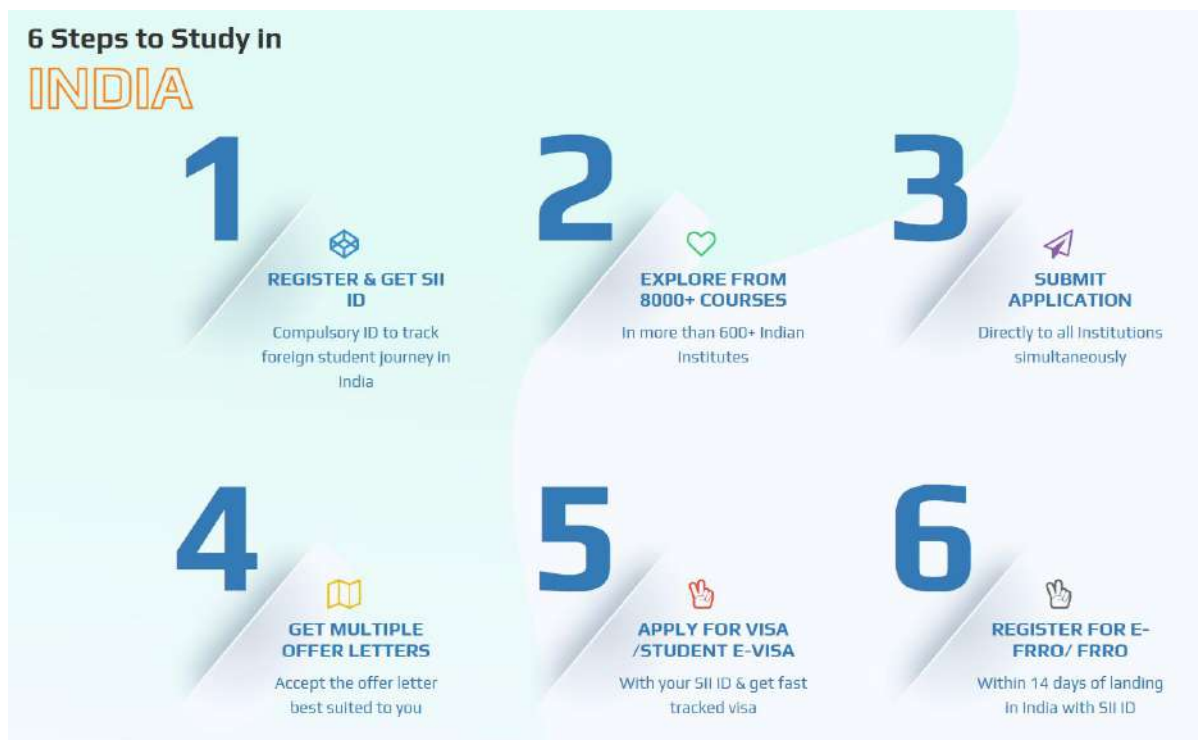 6 Steps to Study in
INDIA
1
REGISTER & GET SII
ID
Compulsory ID to track
foreign student journey in
India
2
EXPLORE FROM
8000+ COURSES
In more than 600+ Indian
Institutes
3
SUBMIT
APPLICATION
Directly to all Institutions
simultaneously
4
GET MULTIPLE
OFFER LETTERS
Accept the offer letter
best suited to you
5
APPLY FOR VISA
/STUDENT E-VISA
With your SII ID & get fast
tracked visa
6
REGISTER FOR E-
FRRO/ FRRO
Within 14 days of landing
in India with SII ID